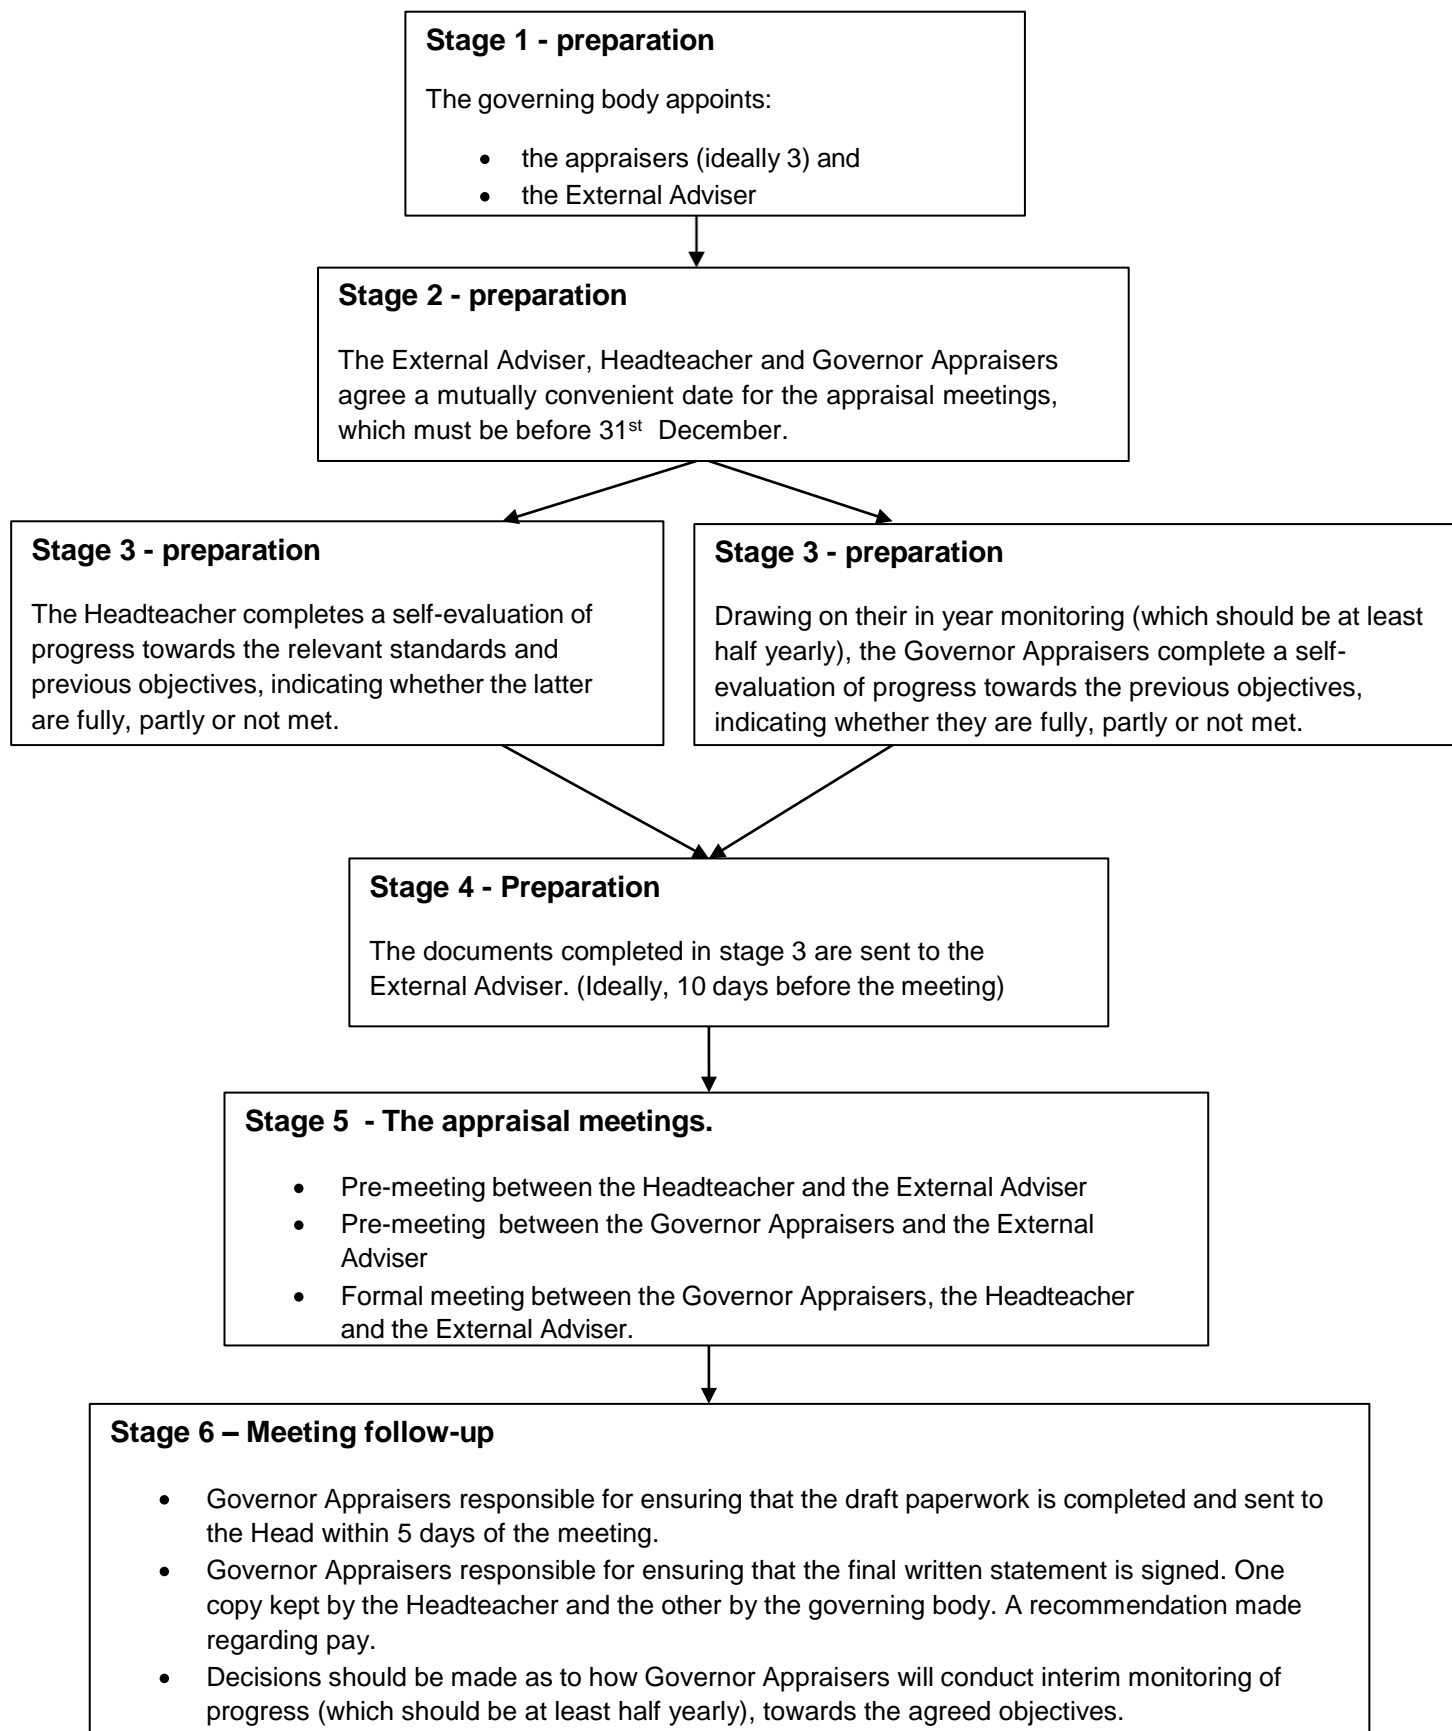 Stage 1 - preparation
The governing body appoints:
• the appraisers (ideally 3) and
• the External Adviser
Stage 2 - preparation
The External Adviser, Headteacher and Governor Appraisers
agree a mutually convenient date for the appraisal meetings,
which must be before 31st December.
Stage 3 - preparation
The Headteacher completes a self-evaluation of
progress towards the relevant standards and
previous objectives, indicating whether the latter
are fully, partly or not met.
Stage 3 - preparation
Drawing on their in year monitoring (which should be at least
half yearly), the Governor Appraisers complete a self-
evaluation of progress towards the previous objectives,
indicating whether they are fully, partly or not met.
Stage 4 - Preparation
The documents completed in stage 3 are sent to the
External Adviser. (Ideally, 10 days before the meeting)
Stage 5 - The appraisal meetings.
• Pre-meeting between the Headteacher and the External Adviser
• Pre-meeting between the Governor Appraisers and the External
Adviser
• Formal meeting between the Governor Appraisers, the Headteacher
and the External Adviser.
Stage 6 – Meeting follow-up
• Governor Appraisers responsible for ensuring that the draft paperwork is completed and sent to
the Head within 5 days of the meeting.
• Governor Appraisers responsible for ensuring that the final written statement is signed. One
copy kept by the Headteacher and the other by the governing body. A recommendation made
regarding pay.
• Decisions should be made as to how Governor Appraisers will conduct interim monitoring of
progress (which should be at least half yearly), towards the agreed objectives.